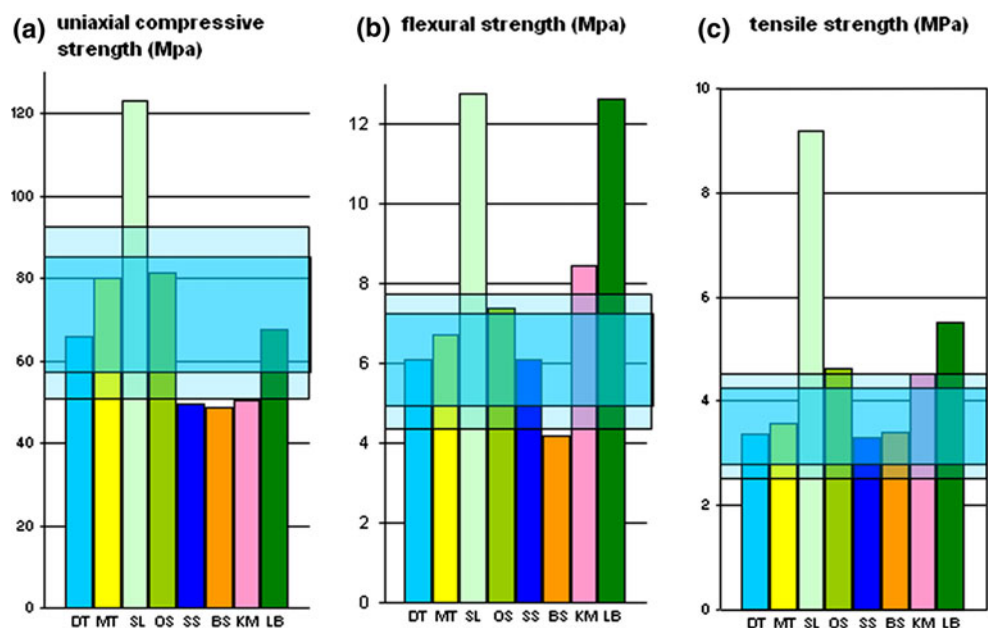 (a) uniaxial compressive
strength (Mpa)
120
100
80
60
40
20
0
DT MT SL OS SS BS KM LB
(b) flexural strength (Mpa)
12
10
8
6
4
2
0
DT MT SL OS SS BS KM LB
(c) tensile strength (MPa)
10
8
6
4
2
0
DT MT SL OS SS BS KM LB